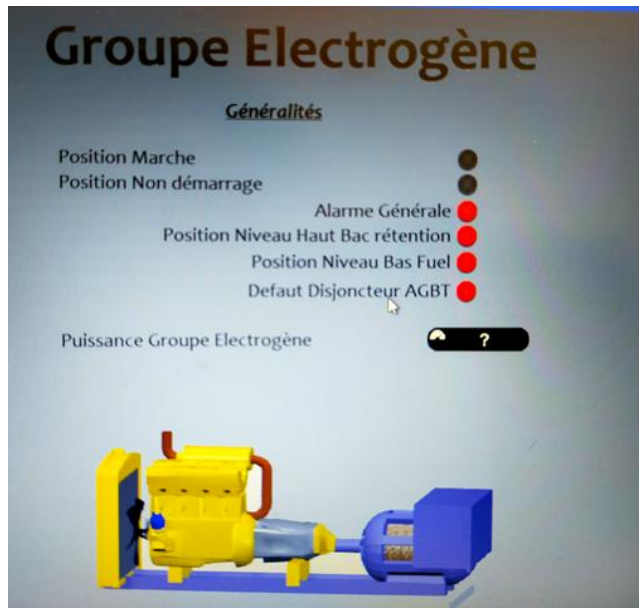 Groupe Electrogène
Généralités
Position Marche
Position Non démarrage
Alarme Générale
Position Niveau Haut Bac rétention
Position Niveau Bas Fuel
Defaut Disjoncteur AGBT
Puissance Groupe Electrogène ?